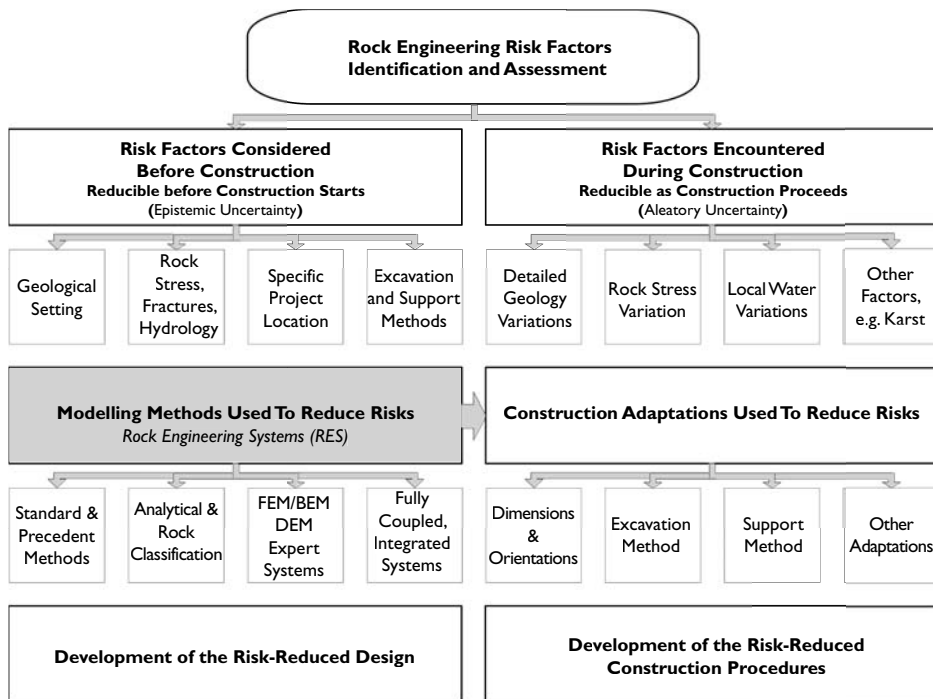 Rock Engineering Risk Factors
Identification and Assessment
Risk Factors Considered
Before Construction
Reducible before Construction Starts
(Epistemic Uncertainty)
Risk Factors Encountered
During Construction
Reducible as Construction Proceeds
(Aleatory Uncertainty)
Geological
Setting
Rock
Stress,
Fractures,
Hydrology
Specific
Project
Location
Excavation
and Support
Methods
Detailed
Geology
Variations
Rock Stress
Variation
Local Water
Variations
Other
Factors,
e.g. Karst
Modelling Methods Used To Reduce Risks
Rock Engineering Systems (RES)
Construction Adaptations Used To Reduce Risks
Standard &
Precedent
Methods
Analytical &
Rock
Classification
FEM/BEM
DEM
Expert
Systems
Fully
Coupled,
Integrated
Systems
Dimensions
&
Orientations
Excavation
Method
Support
Method
Other
Adaptations
Development of the Risk-Reduced Design
Development of the Risk-Reduced
Construction Procedures